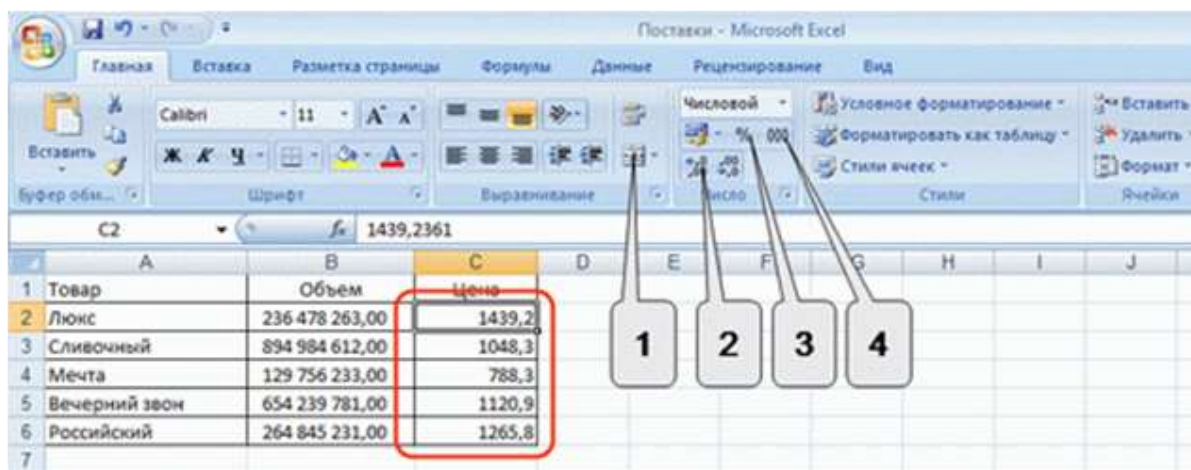 Поставки - Microsoft Excel
Главная Вставка Разметка страницы Формулы Данные Рецензирование Вид
Calibri 11 A A Числовой Условное форматирование Вставить
Вставить Ж К Ч % 000 Форматировать как таблицу Удалить
Стили ячеек Формат
Буфер обм... Шрифт Выравнивание Число Стили Ячейки
C2 fx 1439,2361
A B C D E F G H I J
1 Товар Объем Цена
2 Люкс 236 478 263,00 1439,2
3 Сливочный 894 984 612,00 1048,3
4 Мечта 129 756 233,00 788,3
5 Вечерний звон 654 239 781,00 1120,9
6 Российский 264 845 231,00 1265,8
7
1 2 3 4